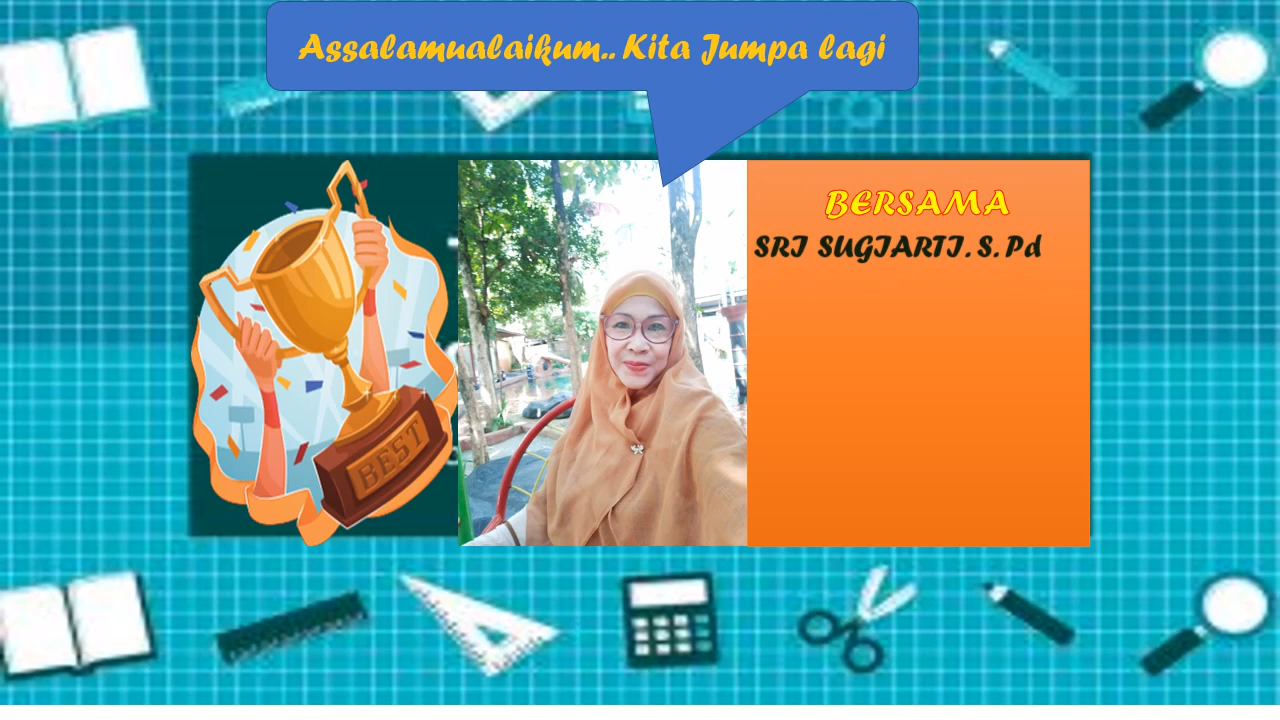 Assalamualaikum.. Kita Jumpa lagi
BERSAMA
SRI SUGIARTI. S. Pd
BEST